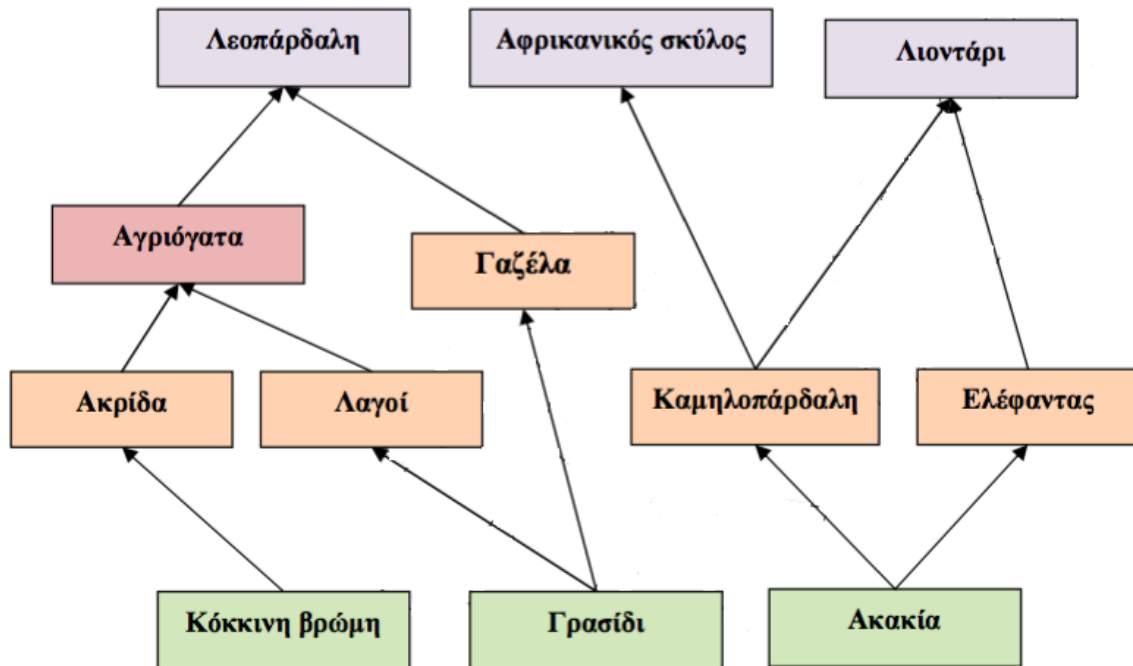 Λεοπάρδαλη
Αφρικανικός σκύλος
Λιοντάρι
Αγριόγατα
Γαζέλα
Ακρίδα
Λαγοί
Καμηλοπάρδαλη
Ελέφαντας
Κόκκινη βρώμη
Γρασίδι
Ακακία